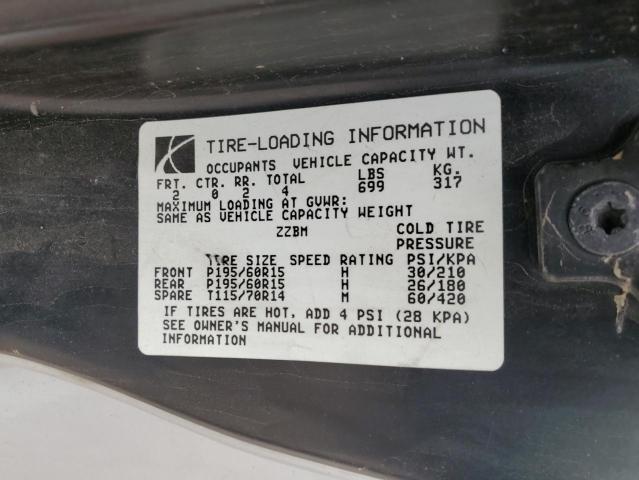 TIRE-LOADING INFORMATION
OCCUPANTS VEHICLE CAPACITY WT.
FRT. CTR. RR. TOTAL LBS KG.
2 0 2 4 699 317
MAXIMUM LOADING AT GVWR:
SAME AS VEHICLE CAPACITY WEIGHT
ZZBM COLD TIRE
PRESSURE
TIRE SIZE SPEED RATING PSI/KPA
FRONT P195/60R15 H 30/210
REAR P195/60R15 H 26/180
SPARE T115/70R14 M 60/420
IF TIRES ARE HOT, ADD 4 PSI (28 KPA)
SEE OWNER'S MANUAL FOR ADDITIONAL
INFORMATION